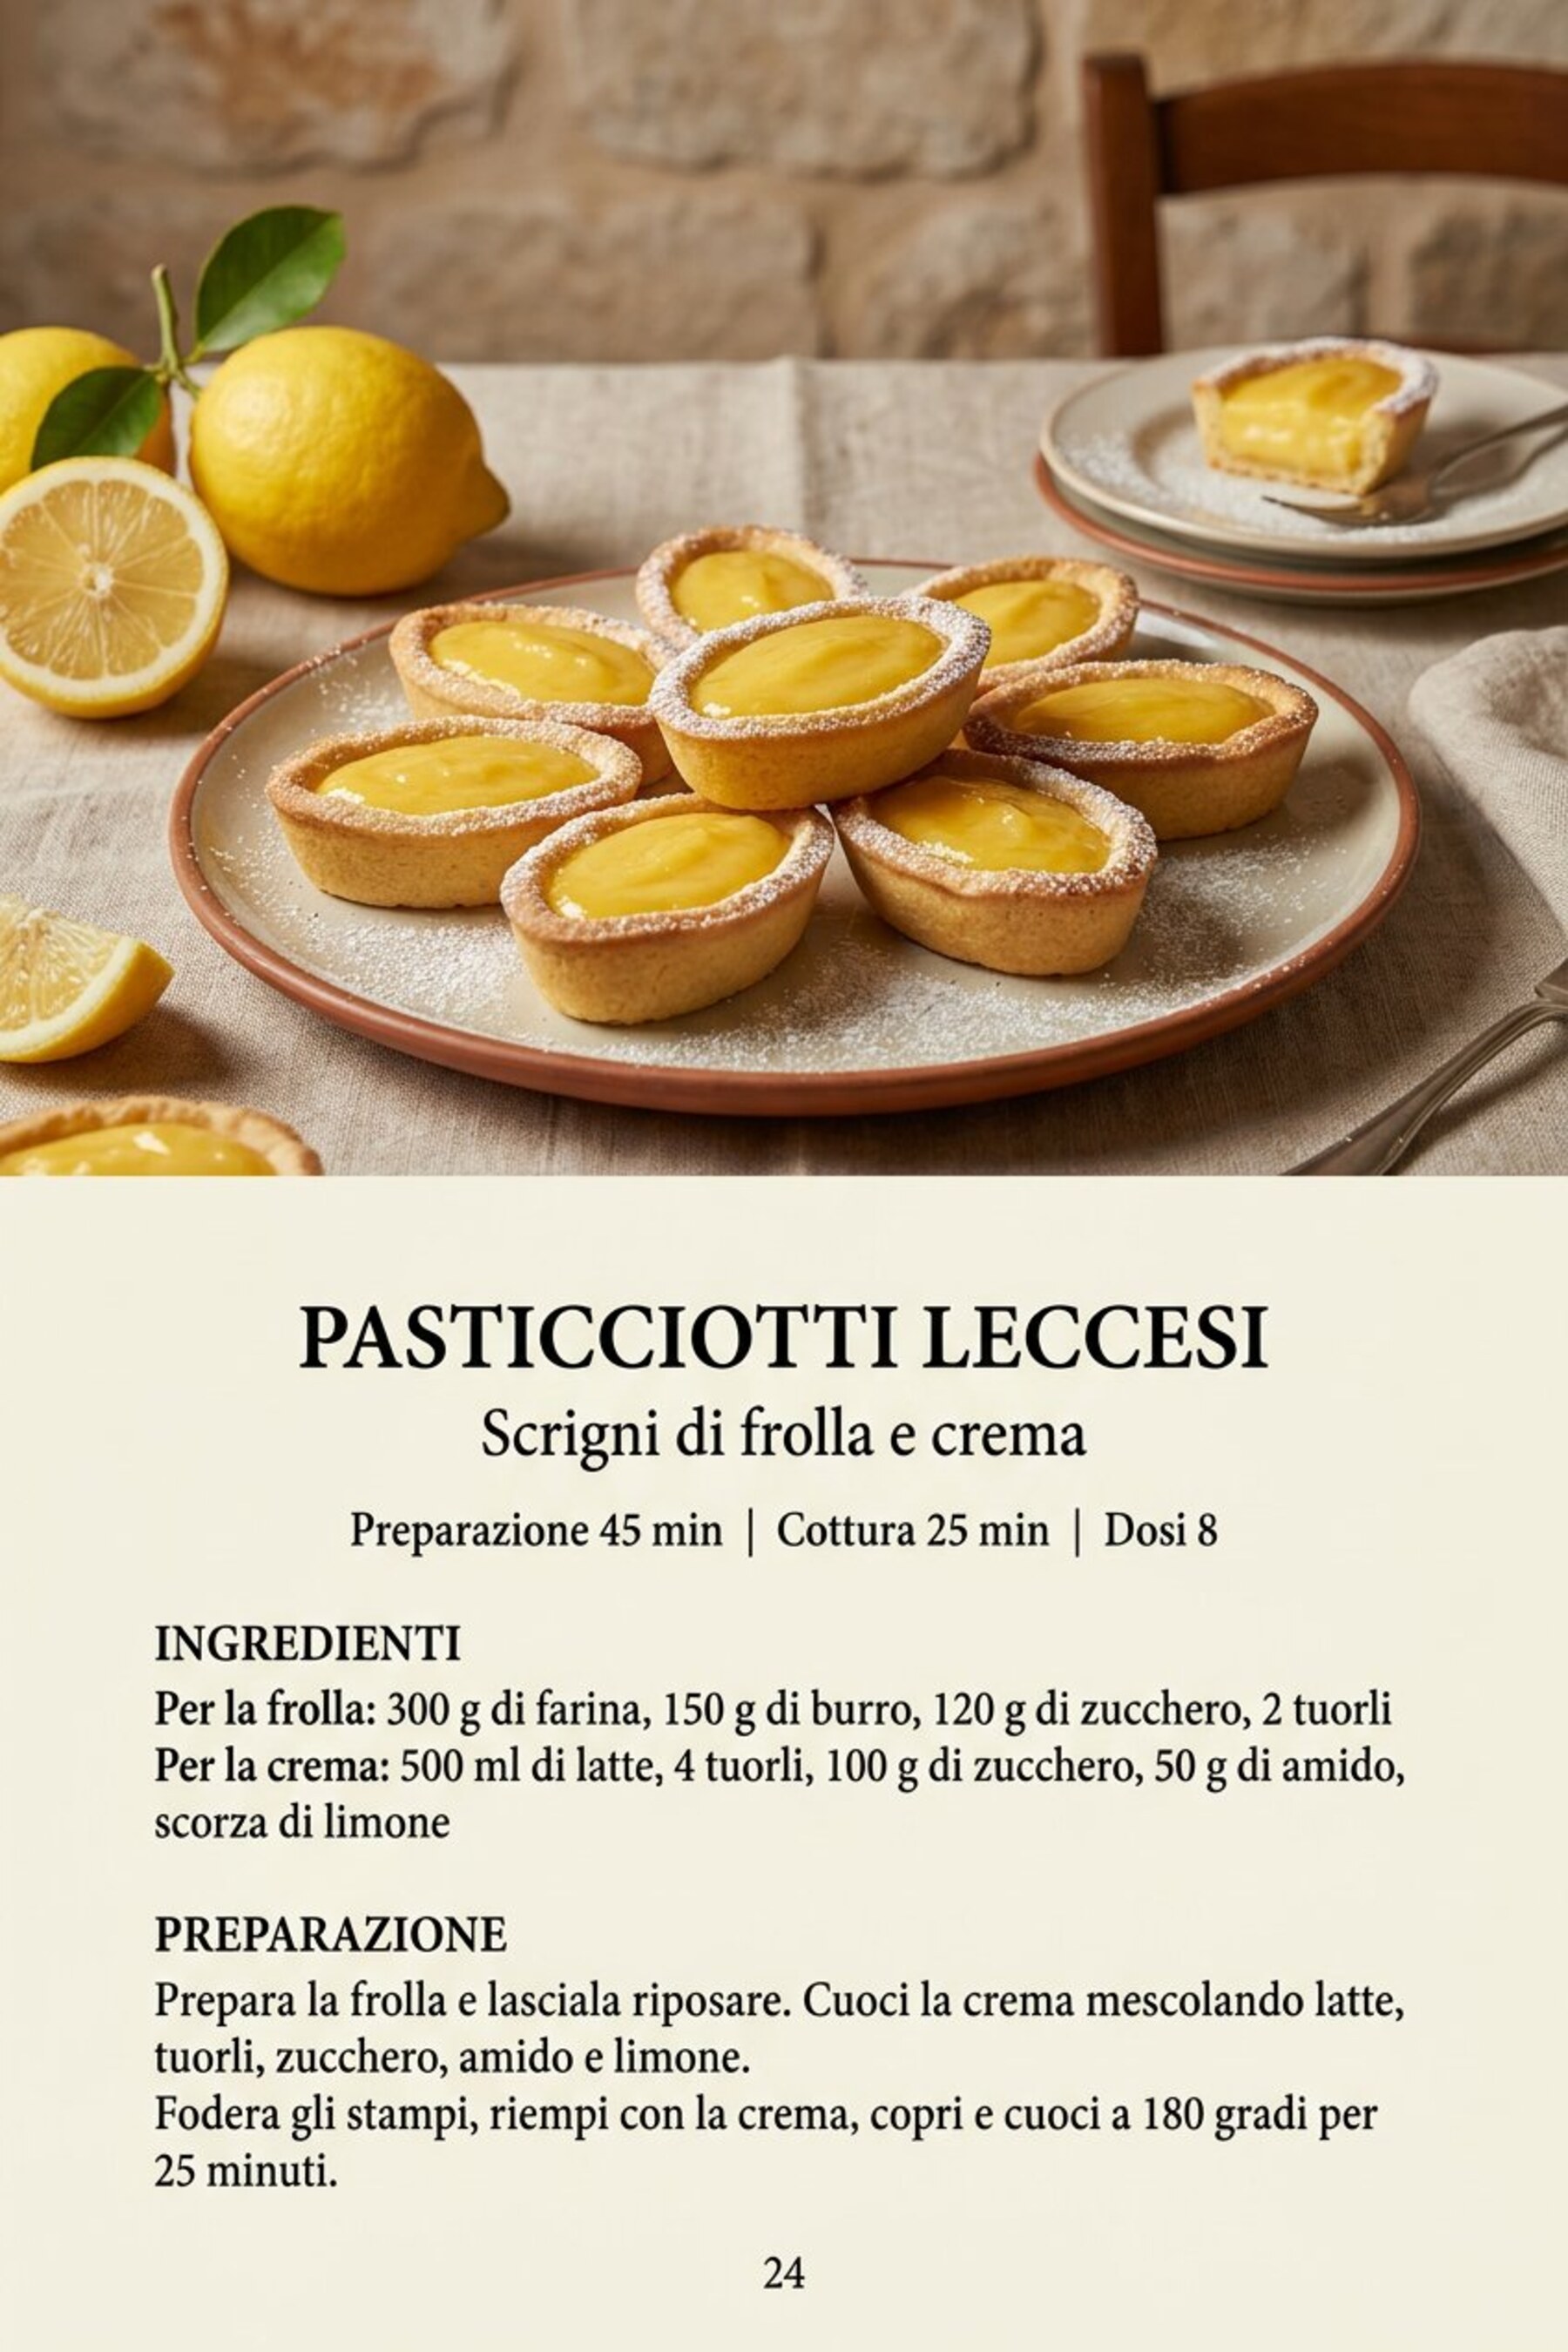 PASTICCIOTTI LECCESI
Scrigni di frolla e crema
Preparazione 45 min | Cottura 25 min | Dosi 8
INGREDIENTI
Per la frolla: 300 g di farina, 150 g di burro, 120 g di zucchero, 2 tuorli
Per la crema: 500 ml di latte, 4 tuorli, 100 g di zucchero, 50 g di amido,
scorza di limone
PREPARAZIONE
Prepara la frolla e lasciala riposare. Cuoci la crema mescolando latte,
tuorli, zucchero, amido e limone.
Fodera gli stampi, riempi con la crema, copri e cuoci a 180 gradi per
25 minuti.
24